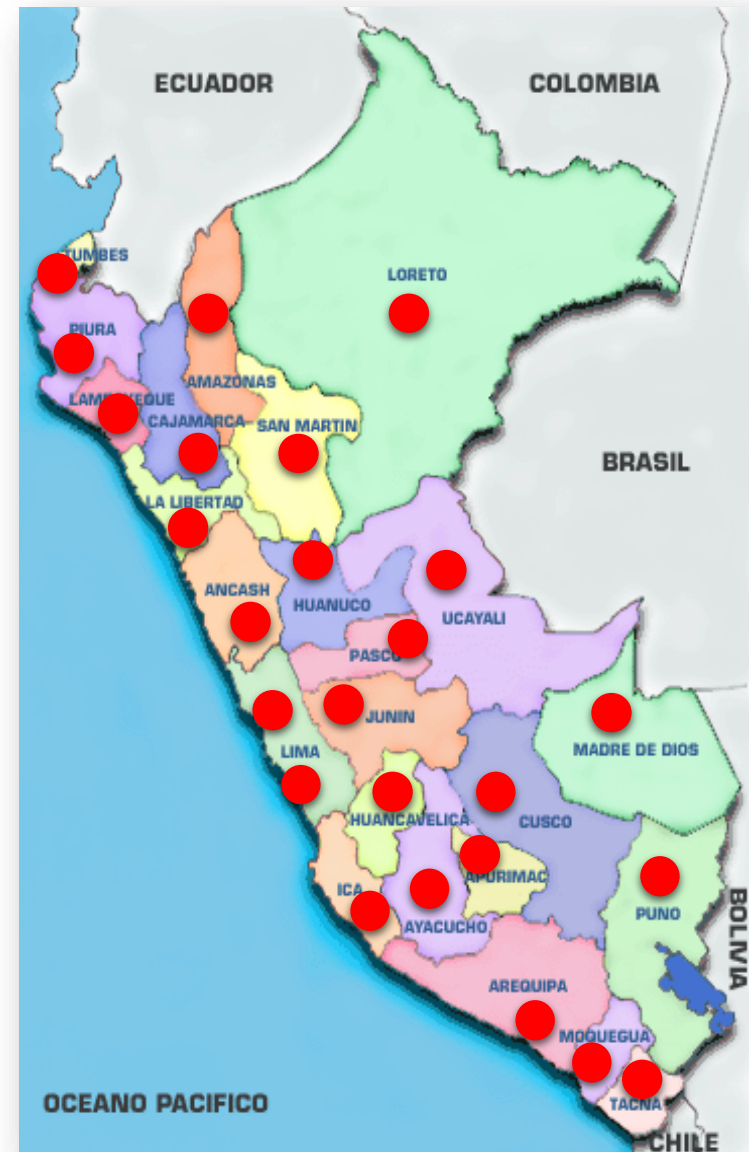 ECUADOR
COLOMBIA
TUMBES
LORETO
PIURA
AMAZONAS
CAJAMARCA
SAN MARTIN
BRASIL
LA LIBERTAD
ANCASH
HUANUCO
UCAYALI
PASCO
JUNIN
LIMA
MADRE DE DIOS
HUANCAVELICA
CUSCO
APURIMAC
ICA
AYACUCHO
PUNO
BOLIVIA
AREQUIPA
MOQUEGUA
OCEANO PACIFICO
TACNA
CHILE